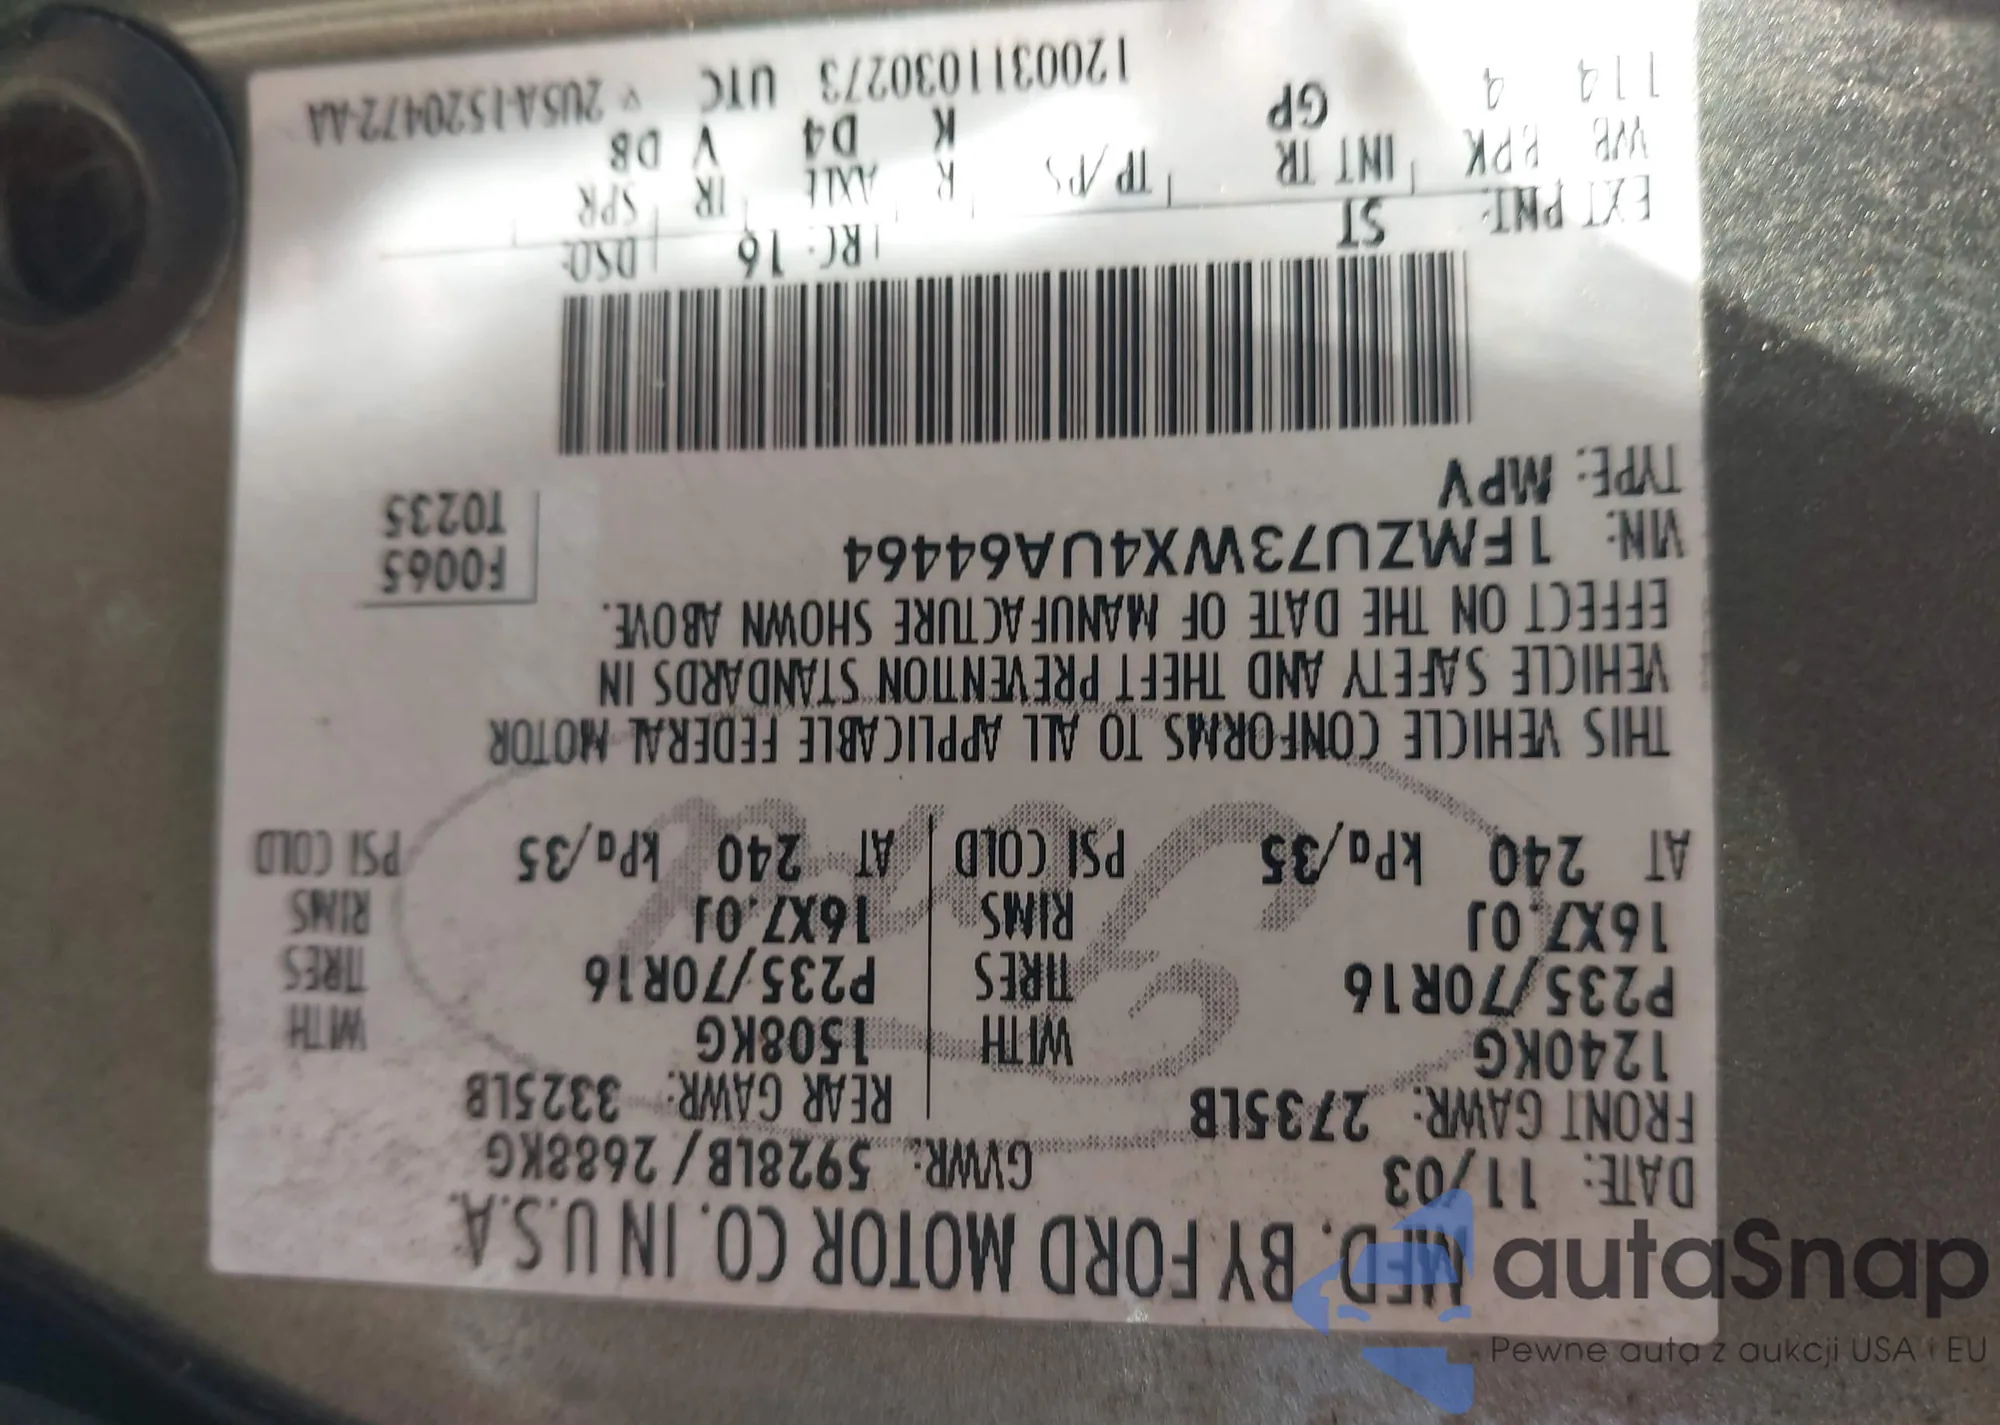 MFD. BY FORD MOTOR CO. IN U.S.A.
DATE: 11/03 GVWR: 5928LB / 2688KG
FRONT GAWR: 2735LB REAR GAWR: 3325LB
1240KG WITH 1508KG WITH
P235/70R16 TIRES P235/70R16 TIRES
16X7.0J RIMS 16X7.0J RIMS
AT 240 kPa/35 PSI COLD AT 240 kPa/35 PSI COLD
THIS VEHICLE CONFORMS TO ALL APPLICABLE FEDERAL MOTOR
VEHICLE SAFETY AND THEFT PREVENTION STANDARDS IN
EFFECT ON THE DATE OF MANUFACTURE SHOWN ABOVE.
VIN: 1FMZU73WX4UA64464 F0065
TYPE: MPV T0235
EXT PNT: ST RC: 16 DSO:
WB BRK INT TR TP/PS R AXLE TR SPR
114 4 GP K D4 V DB
120031103027​3 UTC ▽ 2U5A-1520472-AA
autaSnap
Pewne auta z aukcji USA i EU